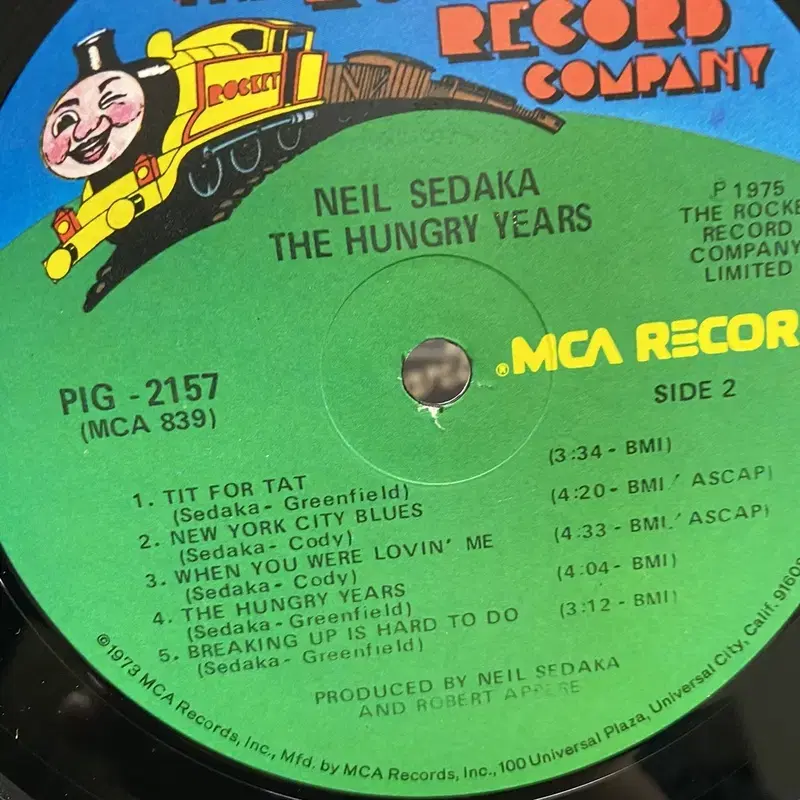 RECORD
COMPANY
ROCKET
NEIL SEDAKA
THE HUNGRY YEARS
P 1975
THE ROCKE
RECORD
COMPANY
LIMITED
®MCA RECOR
PIG - 2157
(MCA 839)
SIDE 2
1. TIT FOR TAT (3:34 - BMI)
(Sedaka - Greenfield)
2. NEW YORK CITY BLUES (4:20 - BMI / ASCAP)
(Sedaka - Cody)
3. WHEN YOU WERE LOVIN' ME (4:33 - BMI / ASCAP)
(Sedaka - Cody)
4. THE HUNGRY YEARS (4:04 - BMI)
(Sedaka - Greenfield)
5. BREAKING UP IS HARD TO DO (3:12 - BMI)
(Sedaka - Greenfield)
PRODUCED BY NEIL SEDAKA
AND ROBERT APPERE
©1973 MCA Records, Inc., Mfd. by MCA Records, Inc., 100 Universal Plaza, Universal City, Calif. 91608